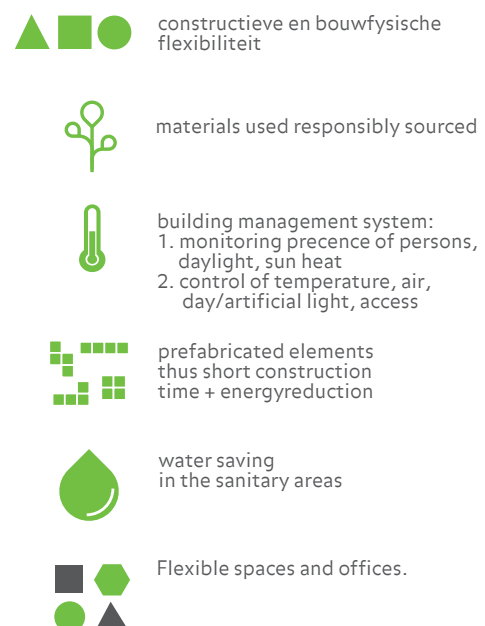 constructieve en bouwfysische
flexibiliteit
materials used responsibly sourced
building management system:
1. monitoring precence of persons,
daylight, sun heat
2. control of temperature, air,
day/artificial light, access
prefabricated elements
thus short construction
time + energyreduction
water saving
in the sanitary areas
Flexible spaces and offices.